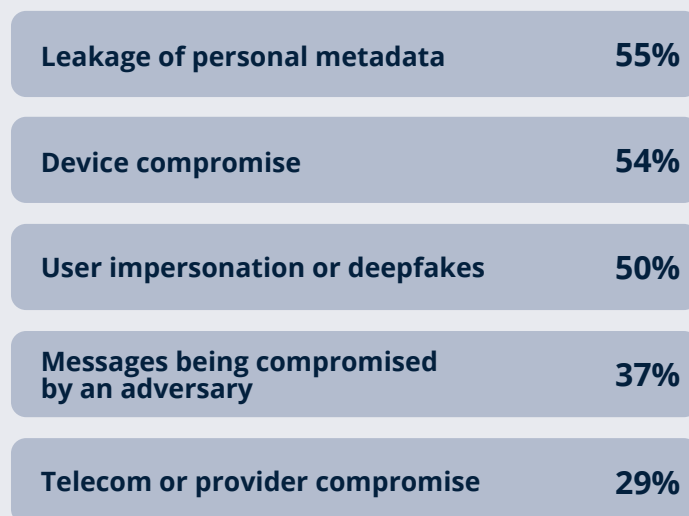 Leakage of personal metadata 55%
Device compromise 54%
User impersonation or deepfakes 50%
Messages being compromised
by an adversary 37%
Telecom or provider compromise 29%